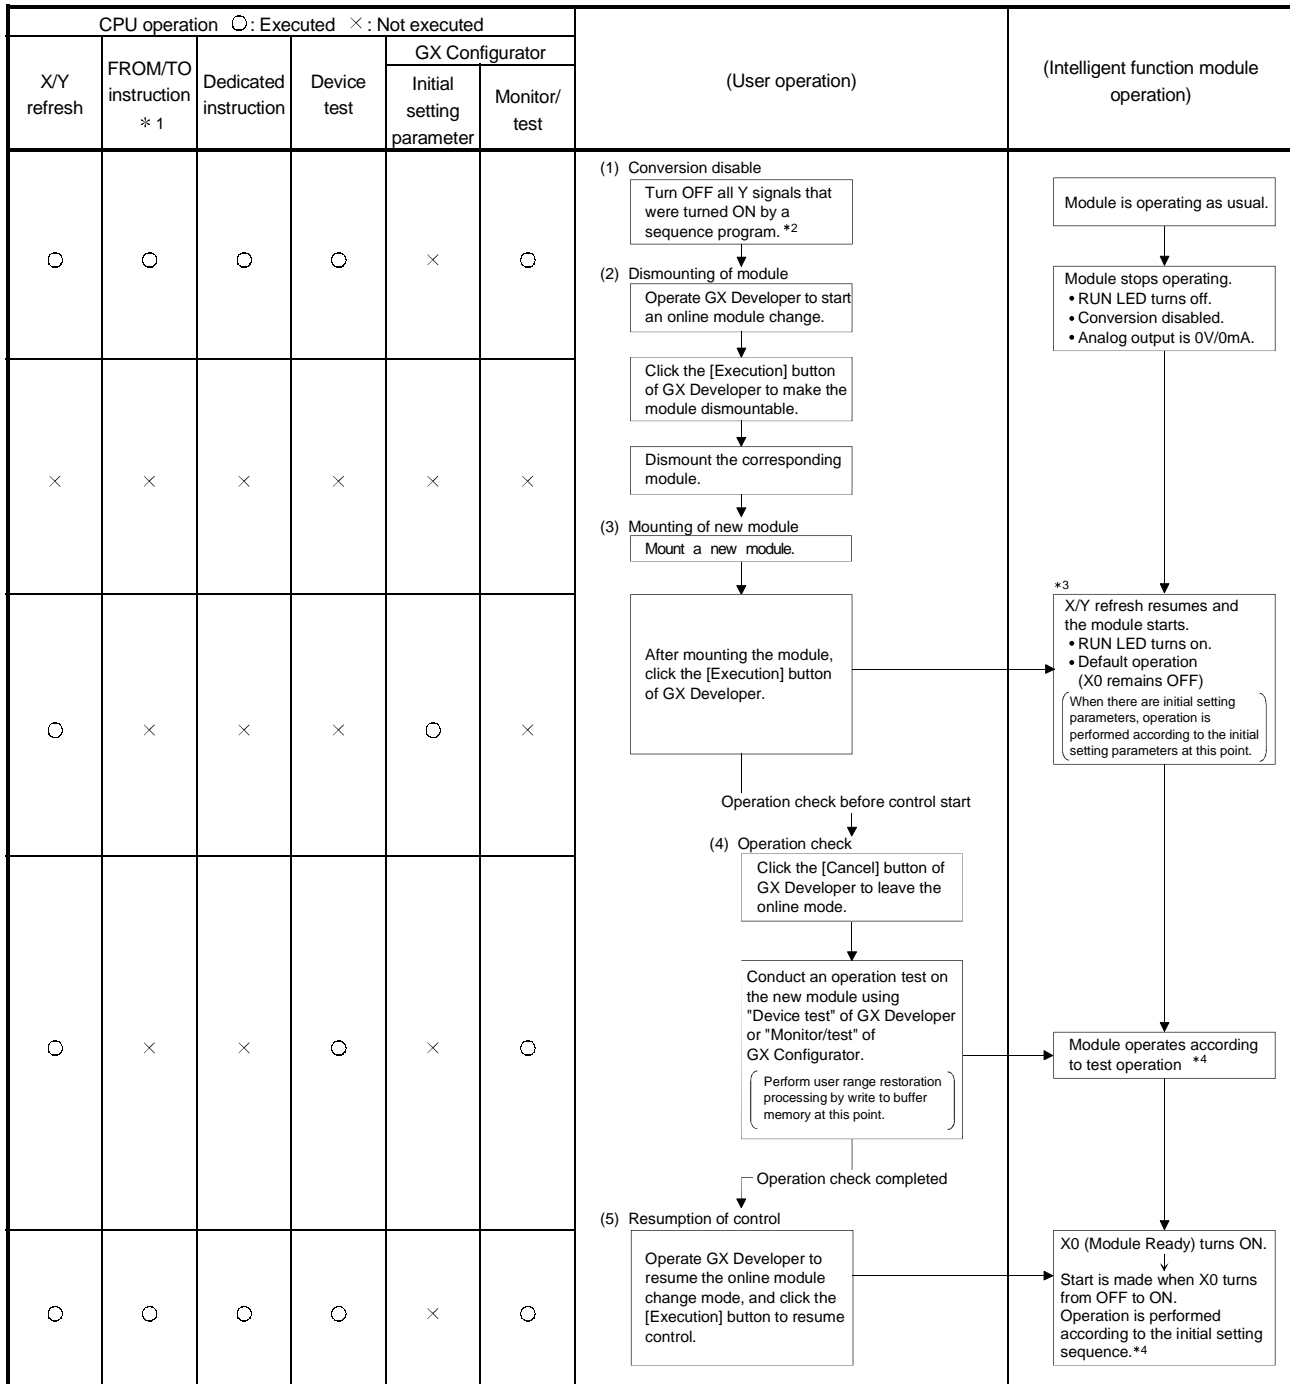 CPU operation ○: Executed ×: Not executed
GX Configurator
X/Y
refresh
FROM/TO
instruction
＊1
Dedicated
instruction
Device
test
Initial
setting
parameter
Monitor/
test
(User operation)
(Intelligent function module
operation)
○ ○ ○ ○ × ○
(1) Conversion disable
Turn OFF all Y signals that
were turned ON by a
sequence program. *2
(2) Dismounting of module
Operate GX Developer to start
an online module change.
Module is operating as usual.
Module stops operating.
• RUN LED turns off.
• Conversion disabled.
• Analog output is 0V/0mA.
× × × × × ×
Click the [Execution] button
of GX Developer to make the
module dismountable.
Dismount the corresponding
module.
(3) Mounting of new module
Mount a new module.
○ × × × ○ ×
After mounting the module,
click the [Execution] button
of GX Developer.
*3
X/Y refresh resumes and
the module starts.
• RUN LED turns on.
• Default operation
(X0 remains OFF)
When there are initial setting
parameters, operation is
performed according to the initial
setting parameters at this point.
Operation check before control start
(4) Operation check
Click the [Cancel] button of
GX Developer to leave the
online mode.
○ × × ○ × ○
Conduct an operation test on
the new module using
"Device test" of GX Developer
or "Monitor/test" of
GX Configurator.
Perform user range restoration
processing by write to buffer
memory at this point.
Module operates according
to test operation *4
Operation check completed
(5) Resumption of control
○ ○ ○ ○ × ○
Operate GX Developer to
resume the online module
change mode, and click the
[Execution] button to resume
control.
X0 (Module Ready) turns ON.
Start is made when X0 turns
from OFF to ON.
Operation is performed
according to the initial setting
sequence.*4